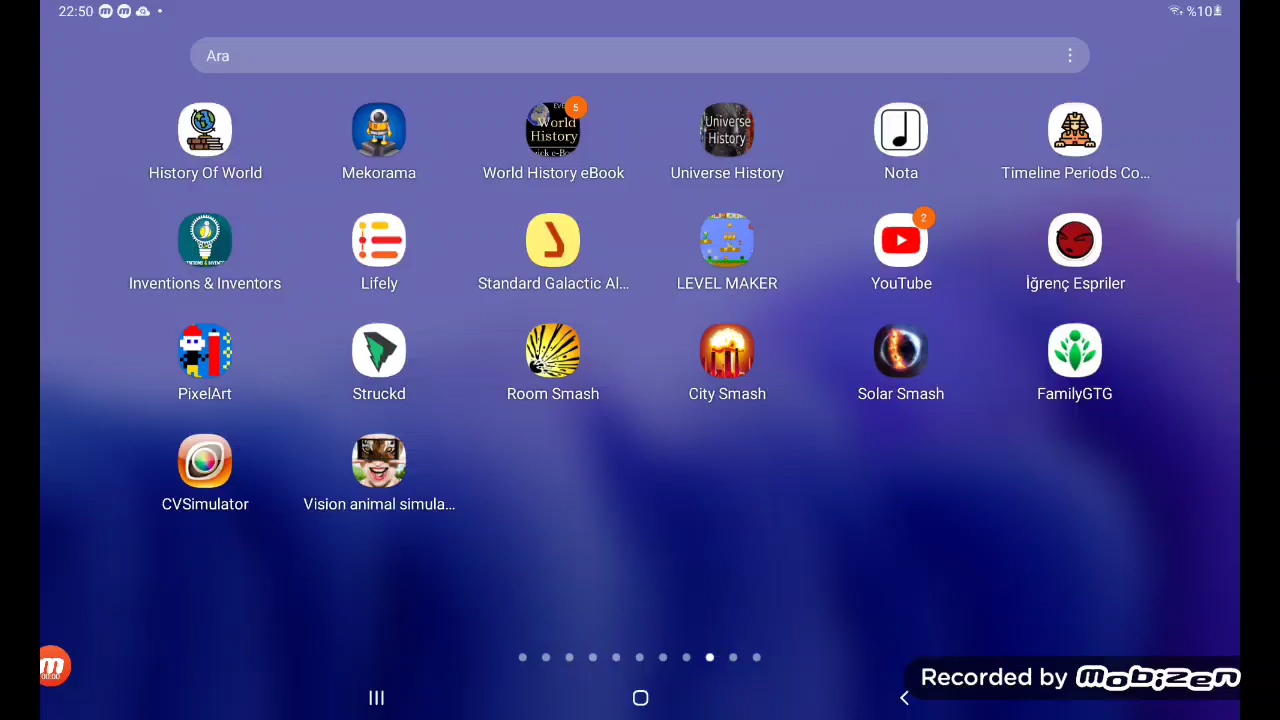 22:50
%10
Ara
5
World
History
Universe
History
History Of World
Mekorama
World History eBook
Universe History
Nota
Timeline Periods Co...
2
Inventions & Inventors
Lifely
Standard Galactic Al...
LEVEL MAKER
YouTube
İğrenç Espriler
PixelArt
Struckd
Room Smash
City Smash
Solar Smash
FamilyGTG
CVSimulator
Vision animal simula...
00:00
Recorded by mobizen